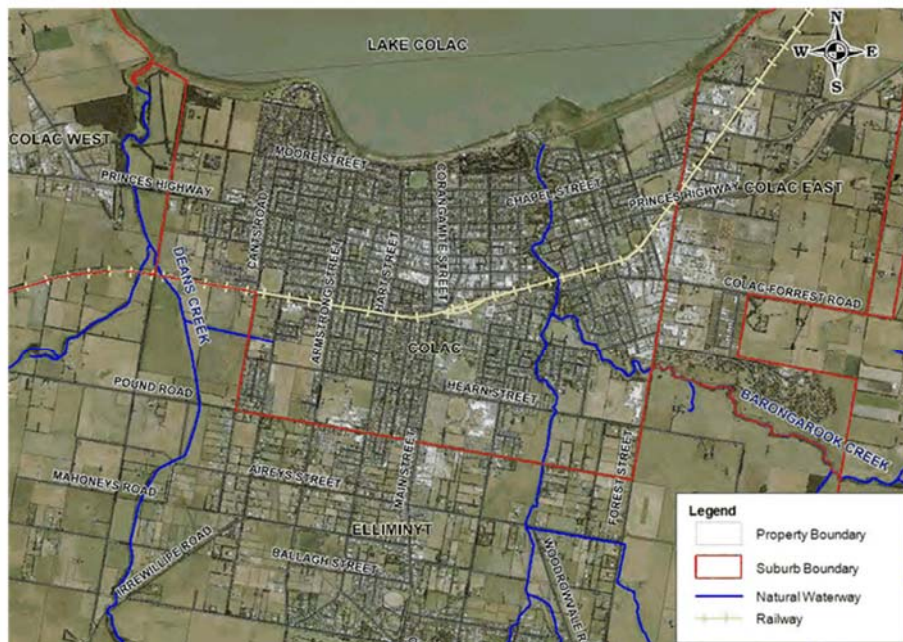 LAKE COLAC
N
W E
S
COLAC WEST
MOORE STREET
PRINCES HIGHWAY
CORANGAMITE STREET
CHAPEL STREET
PRINCES HIGHWAY
COLAC EAST
CANTS ROAD
DEANS CREEK
ARMSTRONG STREET
HART STREET
COLAC-FORREST ROAD
COLAC
POUND ROAD
HEARN STREET
BARONGAROOK CREEK
MAHONEYS ROAD
AIREYS STREET
MAIN STREET
FOREST STREET
ELLIMINYT
IRREWILLIPE ROAD
BALLAGH STREET
WOODROWVALE R
Legend
Property Boundary
Suburb Boundary
Natural Waterway
Railway